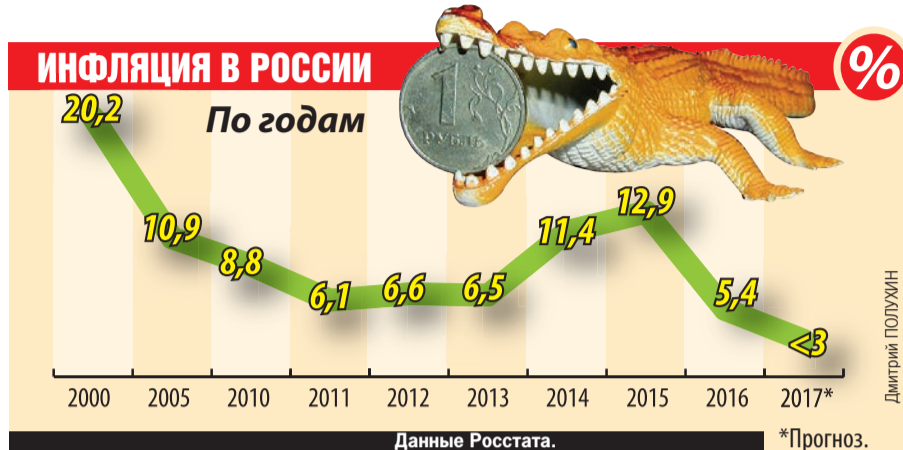 ИНФЛЯЦИЯ В РОССИИ
%
По годам
1
РУБЛЬ
20,2
10,9
8,8
6,1
6,6
6,5
11,4
12,9
5,4
<3
2000 2005 2010 2011 2012 2013 2014 2015 2016 2017*
Данные Росстата.
*Прогноз.
Дмитрий ПОЛУХИН